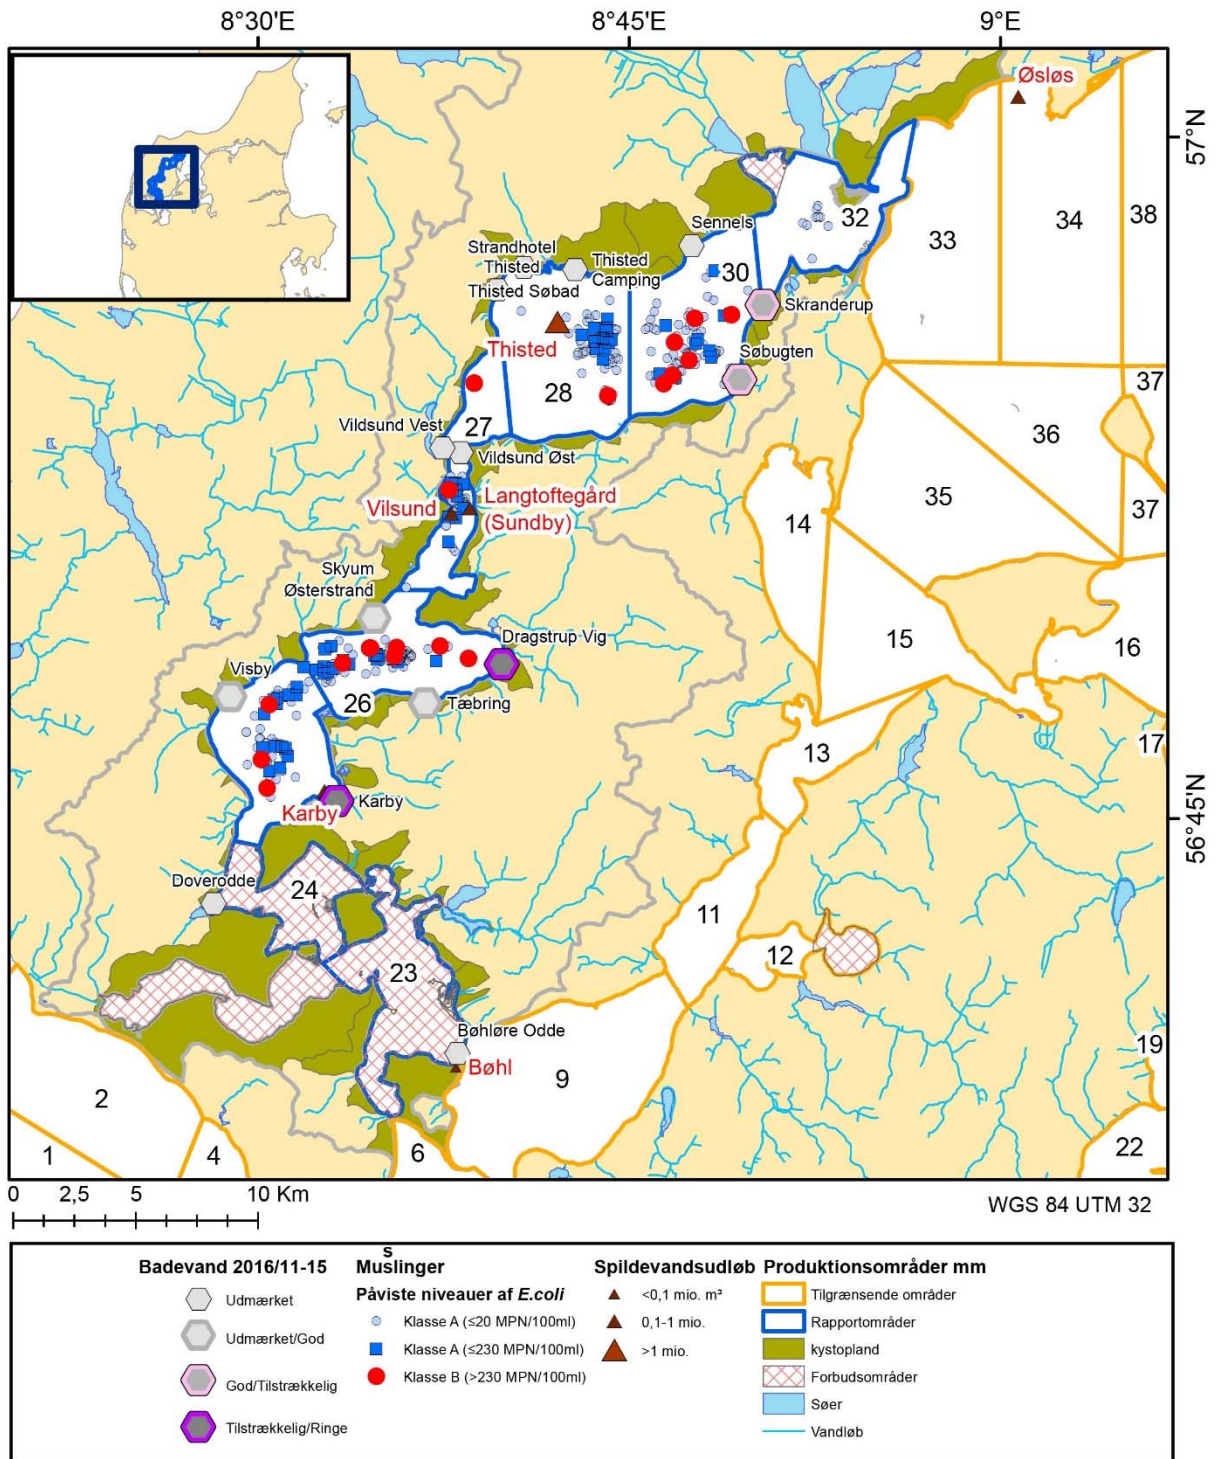 8°30'E
8°45'E
9°E
Øsløs
57°N
38
34
33
32
Sennels
Strandhotel
Thisted
Thisted
Camping
30
Thisted Søbad
Skranderup
Thisted
Søbugten
28
37
27
36
Vildsund Vest
Vildsund Øst
35
37
Langtoftegård
(Sundby)
Vilsund
14
Skyum
Østerstrand
Dragstrup Vig
15
16
Visby
26
Tæbring
13
17
Karby
Karby
56°45'N
Doverodde
24
11
12
23
Bøhløre Odde
Bøhl
19
9
2
1
4
6
22
0 2,5 5 10 Km
WGS 84 UTM 32
Badevand 2016/11-15
Udmærket
Udmærket/God
God/Tilstrækkelig
Tilstrækkelig/Ringe
s
Muslinger
Påviste niveauer af E.coli
Klasse A (≤20 MPN/100ml)
Klasse A (≤230 MPN/100ml)
Klasse B (>230 MPN/100ml)
Spildevandsudløb
<0,1 mio. m³
0,1-1 mio.
>1 mio.
Produktionsområder mm
Tilgrænsende områder
Rapportområder
kystopland
Forbudsområder
Søer
Vandløb